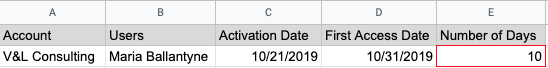 A B C D E
Account Users Activation Date First Access Date Number of Days
V&L Consulting Maria Ballantyne 10/21/2019 10/31/2019 10